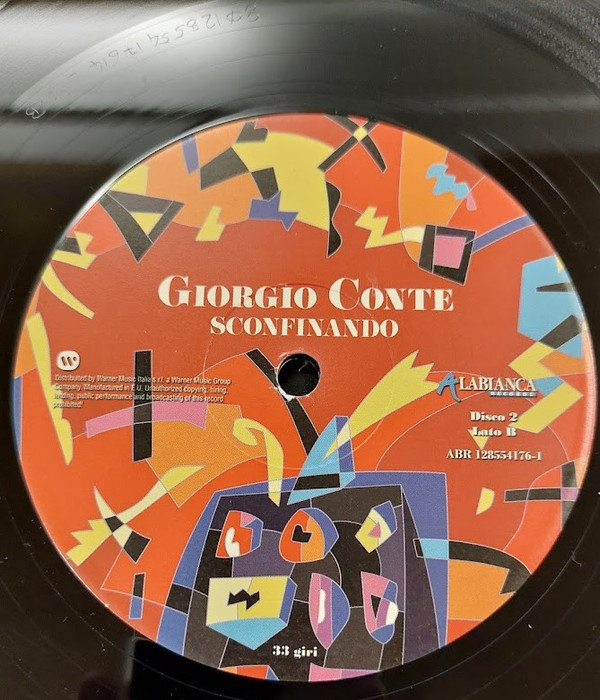 GIORGIO CONTE
SCONFINANDO
Distributed by Warner Music Italia s.r.l. a Warner Music Group
Company. Manufactured in E.U. Unauthorized copying, hiring,
lending, public performance and broadcasting of this record
prohibited!
ALABIANCA
RECORDS
Disco 2
Lato B
ABR 128554176-1
33 giri